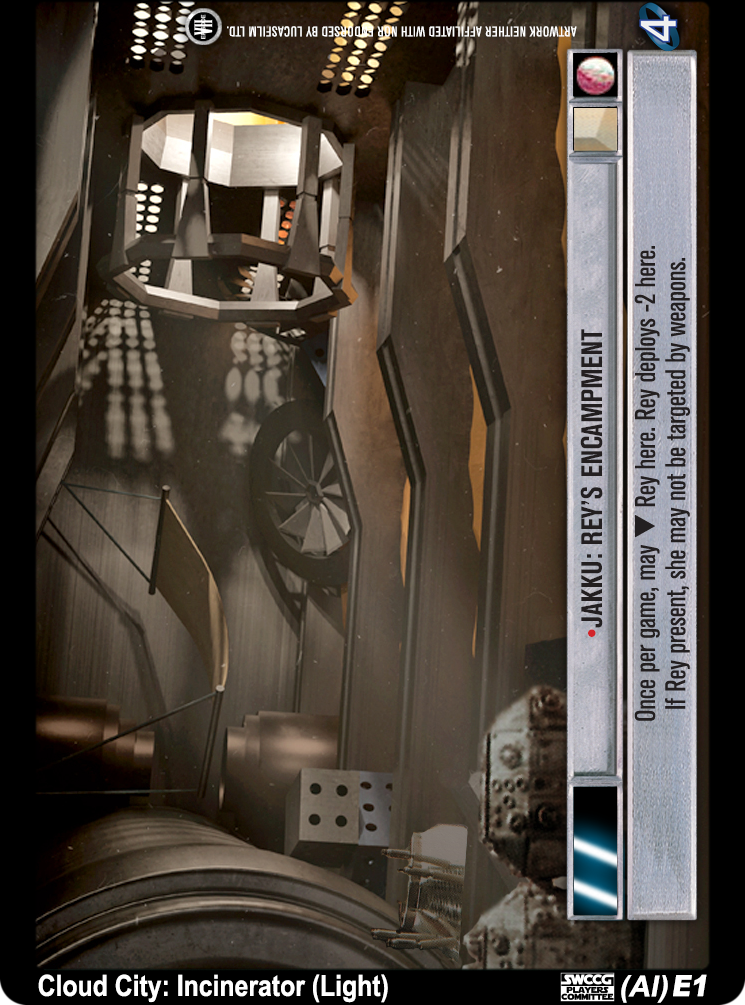 ARTWORK NEITHER AFFILIATED WITH NOR ENDORSED BY LUCASFILM LTD.
4
•JAKKU: REY'S ENCAMPMENT
Once per game, may ▼ Rey here. Rey deploys -2 here.
If Rey present, she may not be targeted by weapons.
Cloud City: Incinerator (Light)
SWCCG
PLAYERS
COMMITTEE
(AI) E1